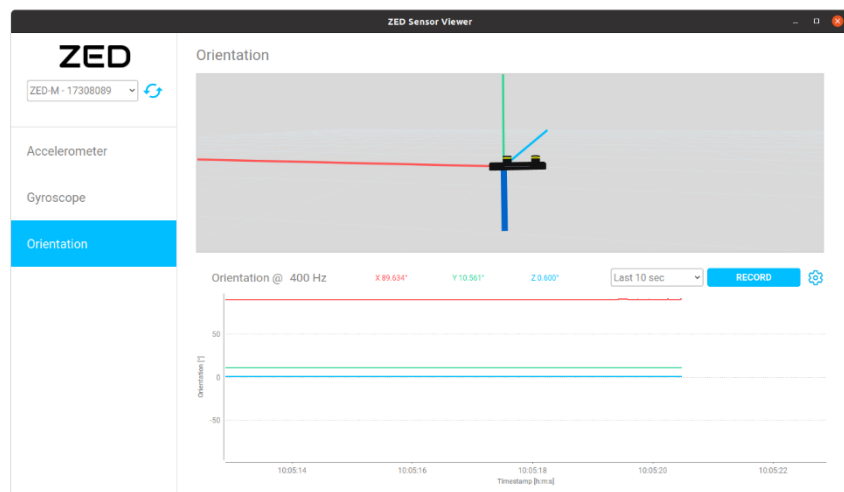 ZED Sensor Viewer
ZED
ZED-M - 17308089
Accelerometer
Gyroscope
Orientation
Orientation
Orientation @ 400 Hz
X 89.634°
Y 10.561°
Z 0.600°
Last 10 sec
RECORD
Orientation [°]
50
0
-50
10:05:14
10:05:16
10:05:18
10:05:20
10:05:22
Timestamp [h:m:s]